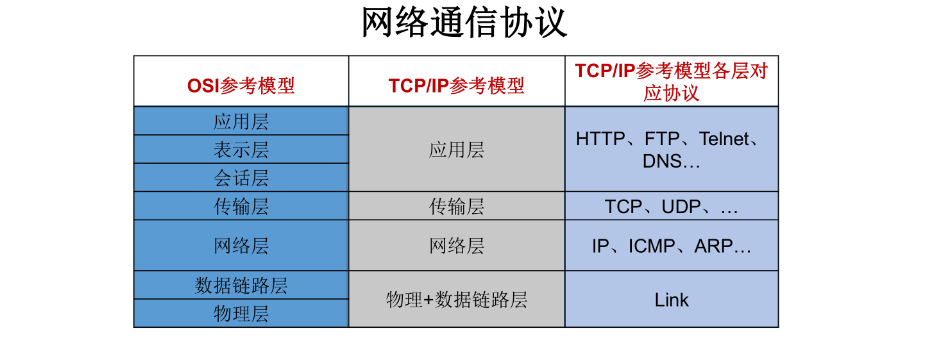 网络通信协议
OSI参考模型
TCP/IP参考模型
TCP/IP参考模型各层对
应协议
应用层
表示层
会话层
应用层
HTTP、FTP、Telnet、
DNS…
传输层
传输层
TCP、UDP、…
网络层
网络层
IP、ICMP、ARP…
数据链路层
物理层
物理+数据链路层
Link